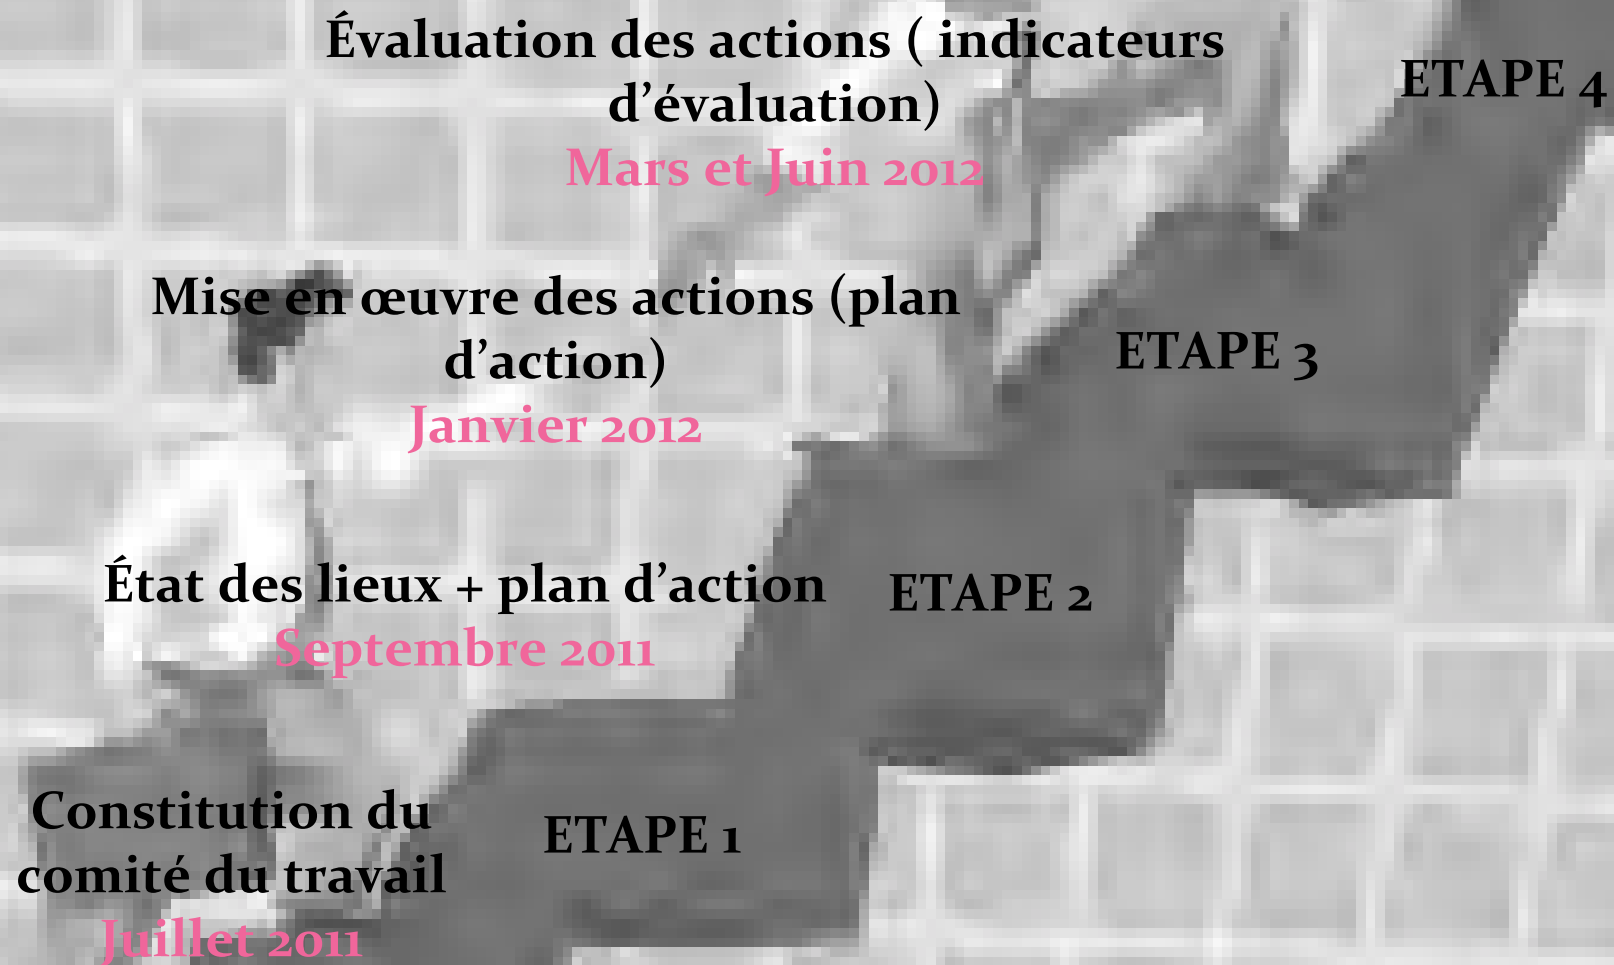 Évaluation des actions ( indicateurs
d’évaluation)
Mars et Juin 2012
ETAPE 4
Mise en œuvre des actions (plan
d’action)
Janvier 2012
ETAPE 3
État des lieux + plan d’action
Septembre 2011
ETAPE 2
Constitution du
comité du travail
Juillet 2011
ETAPE 1